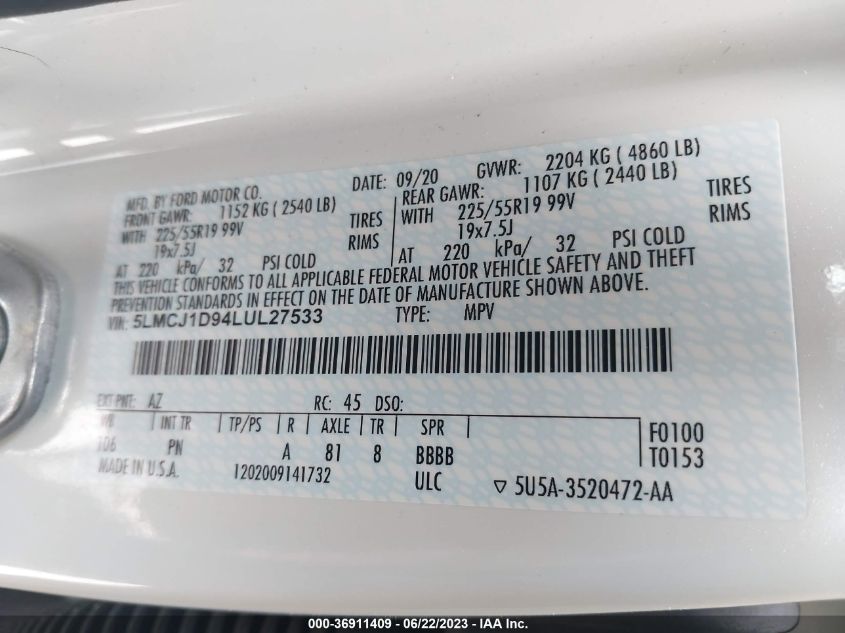 MFD. BY FORD MOTOR CO.
DATE: 09/20 GVWR: 2204 KG ( 4860 LB)
FRONT GAWR: 1152 KG ( 2540 LB) REAR GAWR: 1107 KG ( 2440 LB)
WITH 225/55R19 99V TIRES WITH 225/55R19 99V TIRES
19x7.5J RIMS 19x7.5J RIMS
AT 220 kPa/ 32 PSI COLD AT 220 kPa/ 32 PSI COLD
THIS VEHICLE CONFORMS TO ALL APPLICABLE FEDERAL MOTOR VEHICLE SAFETY AND THEFT
PREVENTION STANDARDS IN EFFECT ON THE DATE OF MANUFACTURE SHOWN ABOVE.
VIN: 5LMCJ1D94LUL27533 TYPE: MPV
EXT PNT: AZ RC: 45 DSO:
WB INT TR TP/PS R AXLE TR SPR F0100
106 PN A 81 8 BBBB T0153
MADE IN U.S.A. 1202009141732 ULC ▽ 5U5A-3520472-AA
000-36911409 - 06/22/2023 - IAA Inc.